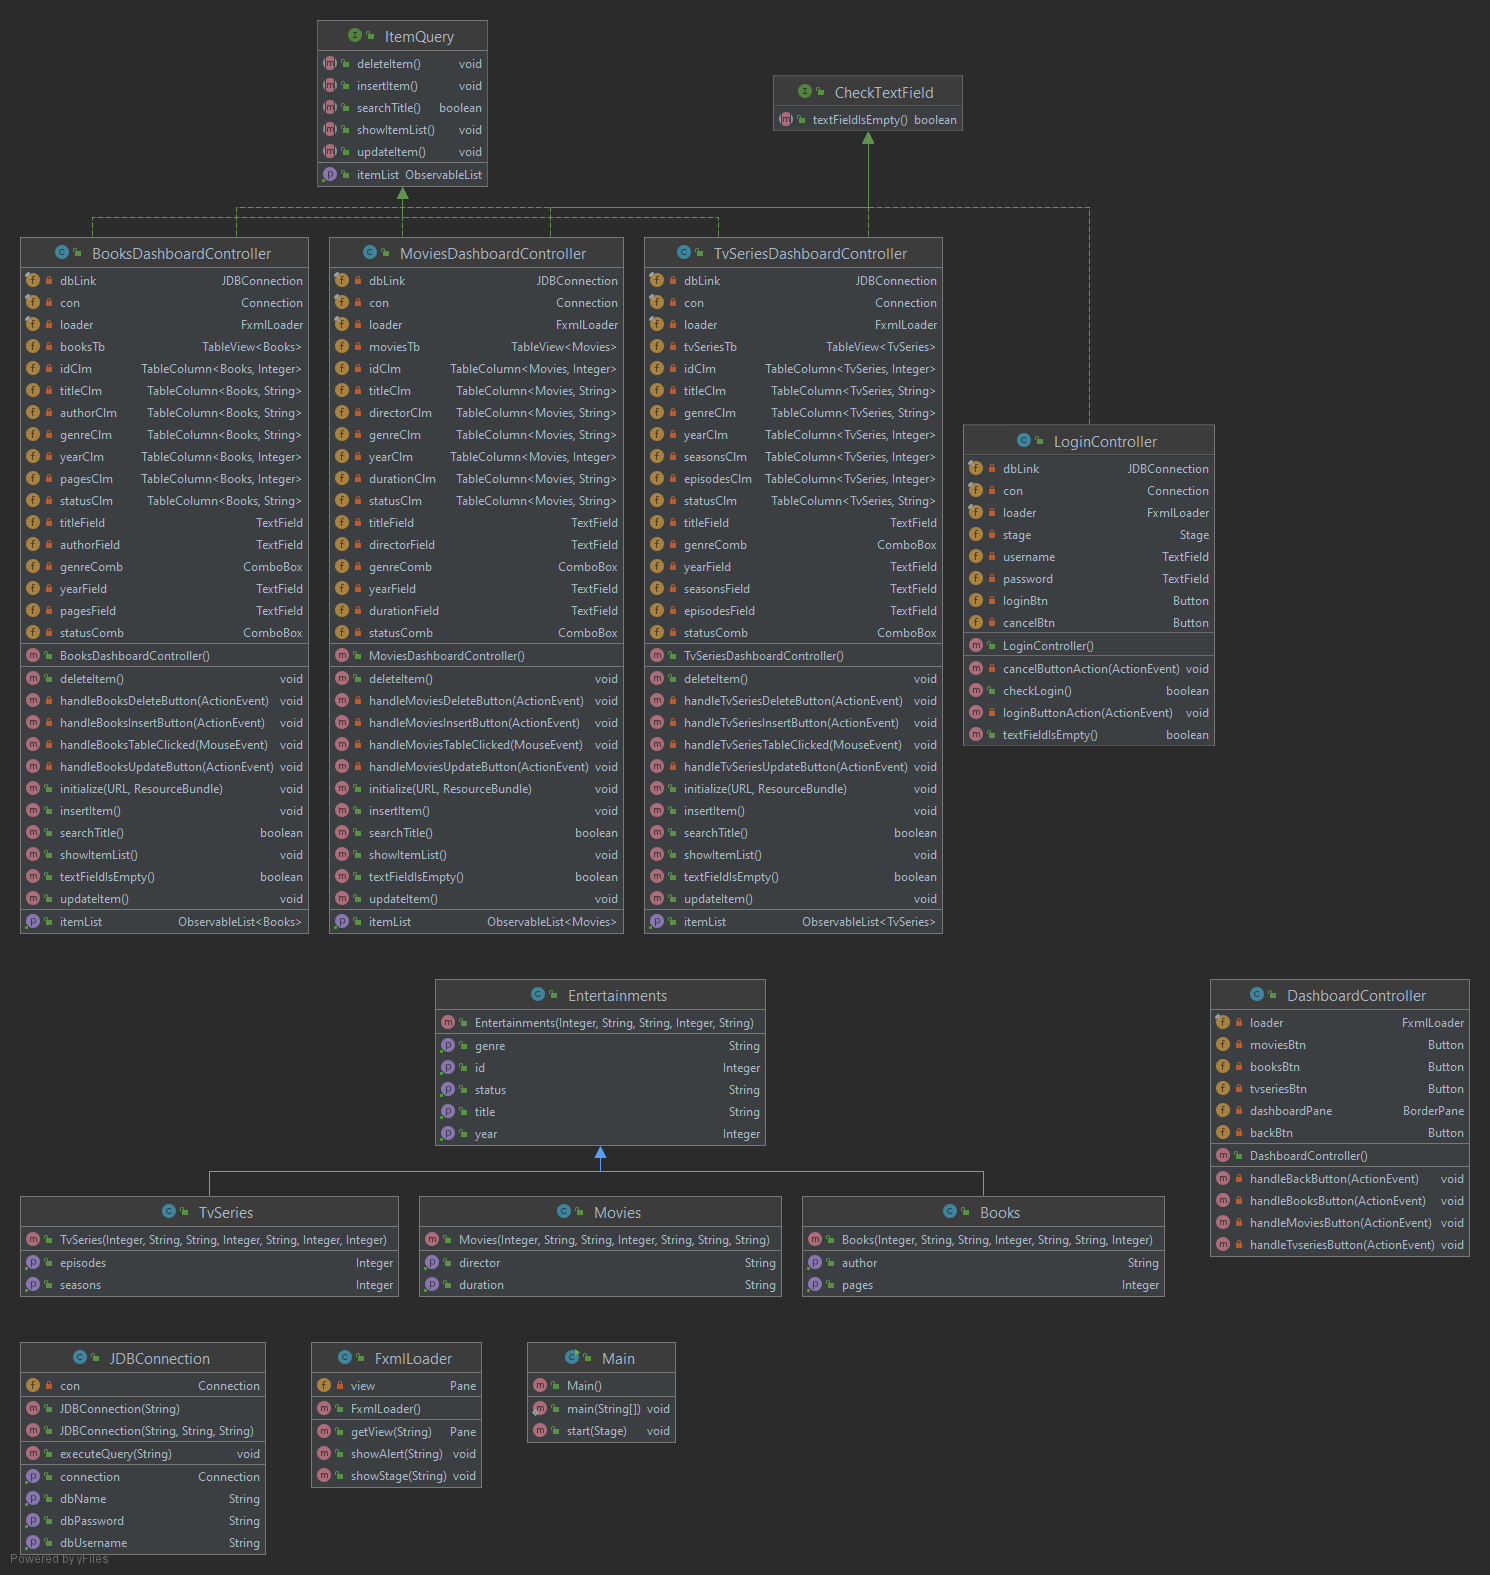 ItemQuery
deleteItem() void
insertItem() void
searchTitle() boolean
showItemList() void
updateItem() void
itemList ObservableList
CheckTextField
textFieldIsEmpty() boolean
BooksDashboardController
dbLink JDBConnection
con Connection
loader FxmlLoader
booksTb TableView<Books>
idClm TableColumn<Books, Integer>
titleClm TableColumn<Books, String>
authorClm TableColumn<Books, String>
genreClm TableColumn<Books, String>
yearClm TableColumn<Books, Integer>
pagesClm TableColumn<Books, Integer>
statusClm TableColumn<Books, String>
titleField TextField
authorField TextField
genreComb ComboBox
yearField TextField
pagesField TextField
statusComb ComboBox
BooksDashboardController()
deleteItem() void
handleBooksDeleteButton(ActionEvent) void
handleBooksInsertButton(ActionEvent) void
handleBooksTableClicked(MouseEvent) void
handleBooksUpdateButton(ActionEvent) void
initialize(URL, ResourceBundle) void
insertItem() void
searchTitle() boolean
showItemList() void
textFieldIsEmpty() boolean
updateItem() void
itemList ObservableList<Books>
MoviesDashboardController
dbLink JDBConnection
con Connection
loader FxmlLoader
moviesTb TableView<Movies>
idClm TableColumn<Movies, Integer>
titleClm TableColumn<Movies, String>
directorClm TableColumn<Movies, String>
genreClm TableColumn<Movies, String>
yearClm TableColumn<Movies, Integer>
durationClm TableColumn<Movies, String>
statusClm TableColumn<Movies, String>
titleField TextField
directorField TextField
genreComb ComboBox
yearField TextField
durationField TextField
statusComb ComboBox
MoviesDashboardController()
deleteItem() void
handleMoviesDeleteButton(ActionEvent) void
handleMoviesInsertButton(ActionEvent) void
handleMoviesTableClicked(MouseEvent) void
handleMoviesUpdateButton(ActionEvent) void
initialize(URL, ResourceBundle) void
insertItem() void
searchTitle() boolean
showItemList() void
textFieldIsEmpty() boolean
updateItem() void
itemList ObservableList<Movies>
TvSeriesDashboardController
dbLink JDBConnection
con Connection
loader FxmlLoader
tvSeriesTb TableView<TvSeries>
idClm TableColumn<TvSeries, Integer>
titleClm TableColumn<TvSeries, String>
genreClm TableColumn<TvSeries, String>
yearClm TableColumn<TvSeries, Integer>
seasonsClm TableColumn<TvSeries, Integer>
episodesClm TableColumn<TvSeries, Integer>
statusClm TableColumn<TvSeries, String>
titleField TextField
genreComb ComboBox
yearField TextField
seasonsField TextField
episodesField TextField
statusComb ComboBox
TvSeriesDashboardController()
deleteItem() void
handleTvSeriesDeleteButton(ActionEvent) void
handleTvSeriesInsertButton(ActionEvent) void
handleTvSeriesTableClicked(MouseEvent) void
handleTvSeriesUpdateButton(ActionEvent) void
initialize(URL, ResourceBundle) void
insertItem() void
searchTitle() boolean
showItemList() void
textFieldIsEmpty() boolean
updateItem() void
itemList ObservableList<TvSeries>
LoginController
dbLink JDBConnection
con Connection
loader FxmlLoader
stage Stage
username TextField
password TextField
loginBtn Button
cancelBtn Button
LoginController()
cancelButtonAction(ActionEvent) void
checkLogin() boolean
loginButtonAction(ActionEvent) void
textFieldIsEmpty() boolean
Entertainments
Entertainments(Integer, String, String, Integer, String)
genre String
id Integer
status String
title String
year Integer
DashboardController
loader FxmlLoader
moviesBtn Button
booksBtn Button
tvseriesBtn Button
dashboardPane BorderPane
backBtn Button
DashboardController()
handleBackButton(ActionEvent) void
handleBooksButton(ActionEvent) void
handleMoviesButton(ActionEvent) void
handleTvseriesButton(ActionEvent) void
TvSeries
TvSeries(Integer, String, String, Integer, String, Integer, Integer)
episodes Integer
seasons Integer
Movies
Movies(Integer, String, String, Integer, String, String, String)
director String
duration String
Books
Books(Integer, String, String, Integer, String, String, Integer)
author String
pages Integer
JDBConnection
con Connection
JDBConnection(String)
JDBConnection(String, String, String)
executeQuery(String) void
connection Connection
dbName String
dbPassword String
dbUsername String
FxmlLoader
view Pane
FxmlLoader()
getView(String) Pane
showAlert(String) void
showStage(String) void
Main
Main()
main(String[]) void
start(Stage) void
Powered by yFiles